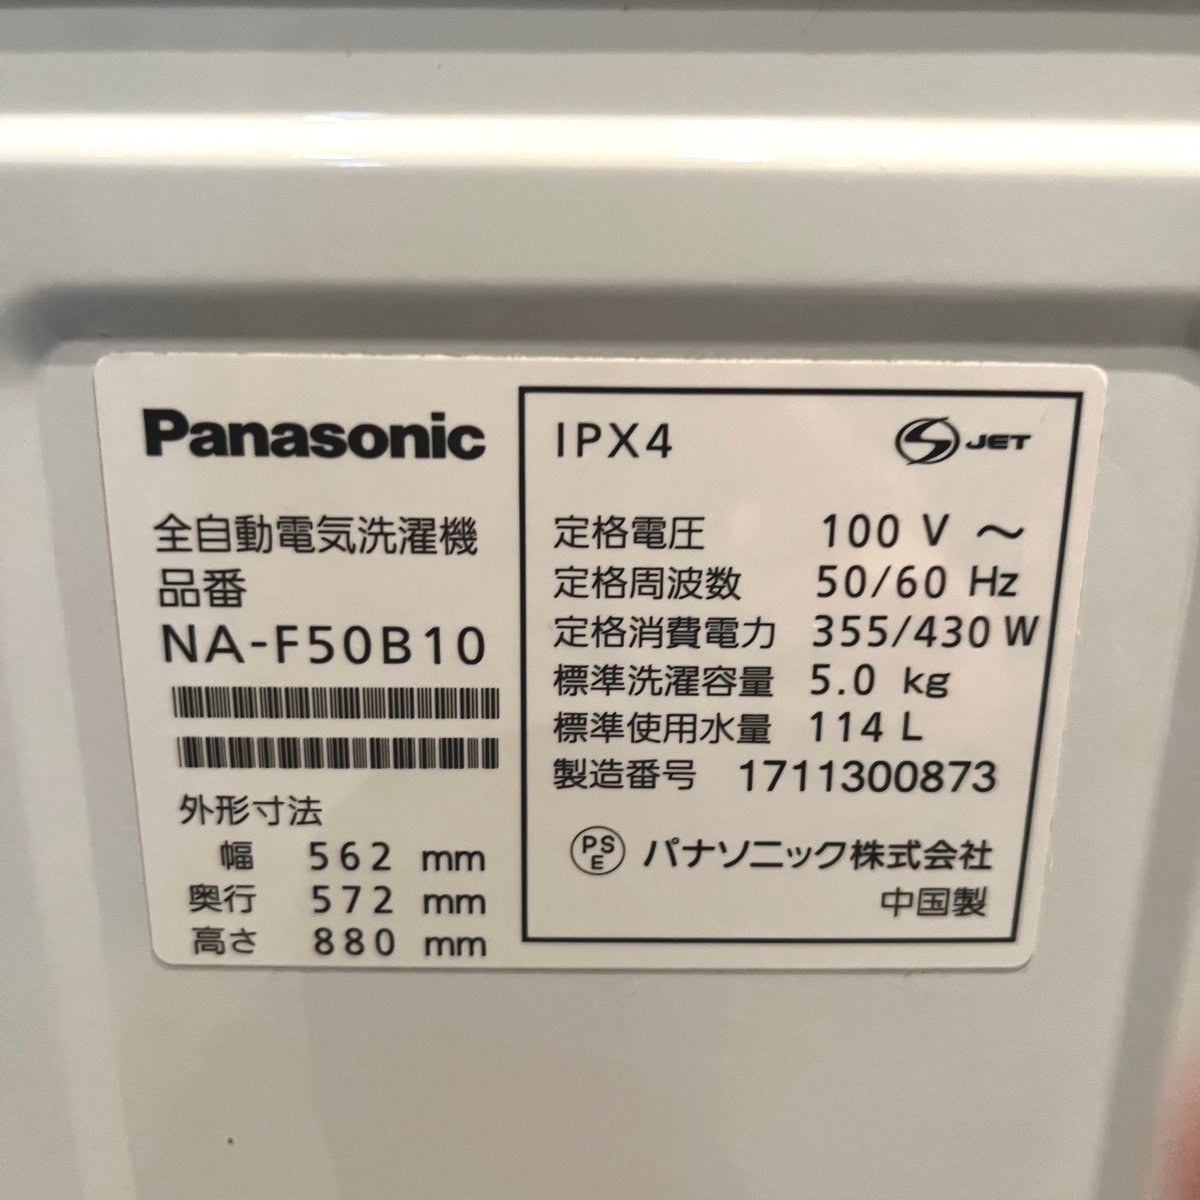 Panasonic
全自動電気洗濯機
品番
NA-F50B10
外形寸法
幅 562 mm
奥行 572 mm
高さ 880 mm
IPX4
S JET
定格電圧 100 V ～
定格周波数 50/60 Hz
定格消費電力 355/430 W
標準洗濯容量 5.0 kg
標準使用水量 114 L
製造番号 1711300873
PSE パナソニック株式会社
中国製